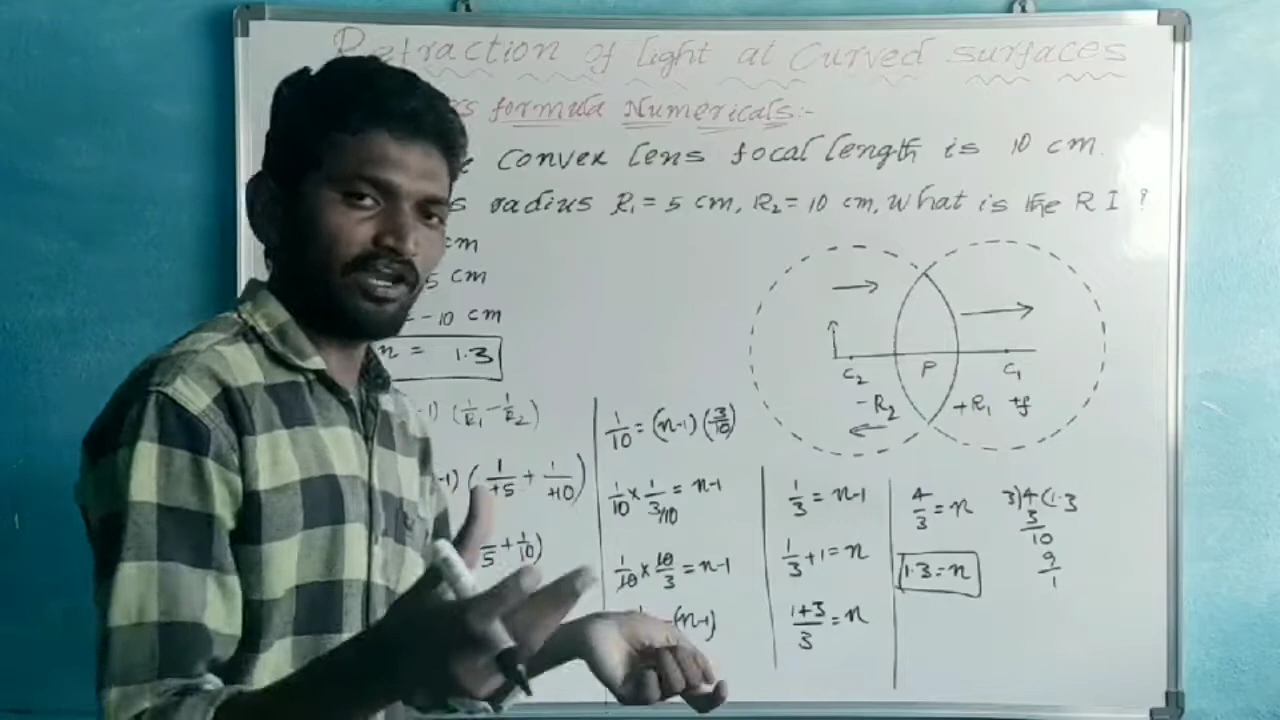 Refraction of light at Curved surfaces
formula Numericals:-
convex lens focal length is 10 cm.
radius R₁ = 5 cm, R₂ = 10 cm, What is the R I ?
cm
5 cm
= -10 cm
n = 1.3
-1) (1/R₁ - 1/R₂)
-1) (1/+5 + 1/+10)
/5 + 1/10)
1/10 = (n-1) (3/10)
1/10 × 1/3/10 = n-1
1/10 × 10/3 = n-1
(n-1)
1/3 = n-1
1/3 + 1 = n
1+3/3 = n
4/3 = n
1.3 = n
3) 4 (1.3
3
10
9
1
C₂ P C₁
-R₂ +R₁ +f